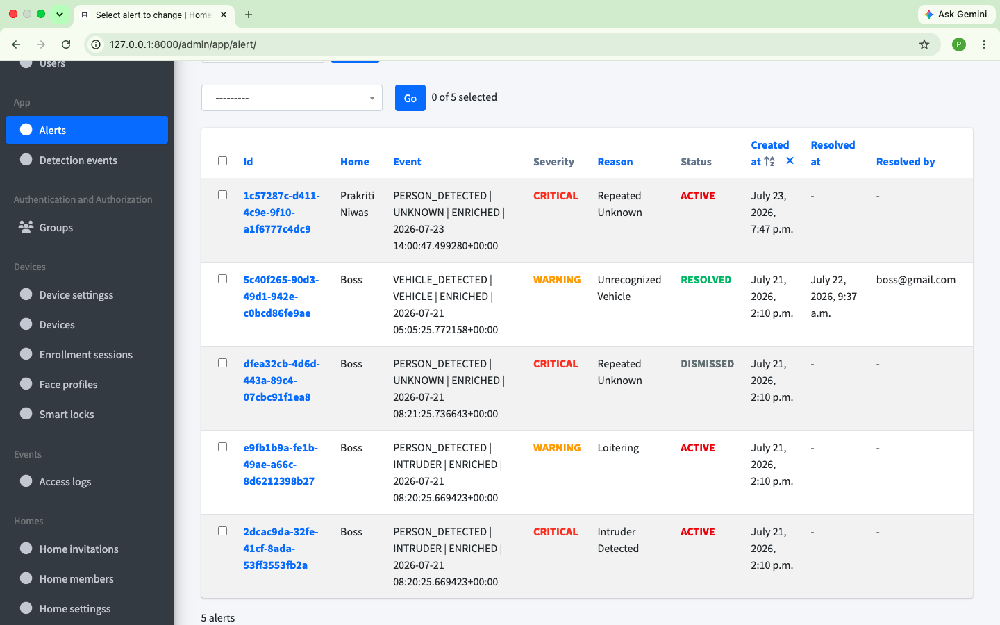 Select alert to change | Home
Ask Gemini
127.0.0.1:8000/admin/app/alert/
P
Users
App
Alerts
Detection events
Authentication and Authorization
Groups
Devices
Device settingss
Devices
Enrollment sessions
Face profiles
Smart locks
Events
Access logs
Homes
Home invitations
Home members
Home settingss
---------
Go
0 of 5 selected
Id
Home
Event
Severity
Reason
Status
Created
at
Resolved
at
Resolved by
1c57287c-d411-
4c9e-9f10-
a1f6777c4dc9
Prakriti
Niwas
PERSON_DETECTED |
UNKNOWN | ENRICHED |
2026-07-23
14:00:47.499280+00:00
CRITICAL
Repeated
Unknown
ACTIVE
July 23,
2026,
7:47 p.m.
-
-
5c40f265-90d3-
49d1-942e-
c0bcd86fe9ae
Boss
VEHICLE_DETECTED |
VEHICLE | ENRICHED |
2026-07-21
05:05:25.772158+00:00
WARNING
Unrecognized
Vehicle
RESOLVED
July 21,
2026,
2:10 p.m.
July 22,
2026, 9:37
a.m.
boss@gmail.com
dfea32cb-4d6d-
443a-89c4-
07cbc91f1ea8
Boss
PERSON_DETECTED |
UNKNOWN | ENRICHED |
2026-07-21
08:21:25.736643+00:00
CRITICAL
Repeated
Unknown
DISMISSED
July 21,
2026,
2:10 p.m.
-
-
e9fb1b9a-fe1b-
49ae-a66c-
8d6212398b27
Boss
PERSON_DETECTED |
INTRUDER | ENRICHED |
2026-07-21
08:20:25.669423+00:00
WARNING
Loitering
ACTIVE
July 21,
2026,
2:10 p.m.
-
-
2dcac9da-32fe-
41cf-8ada-
53ff3553fb2a
Boss
PERSON_DETECTED |
INTRUDER | ENRICHED |
2026-07-21
08:20:25.669423+00:00
CRITICAL
Intruder
Detected
ACTIVE
July 21,
2026,
2:10 p.m.
-
-
5 alerts